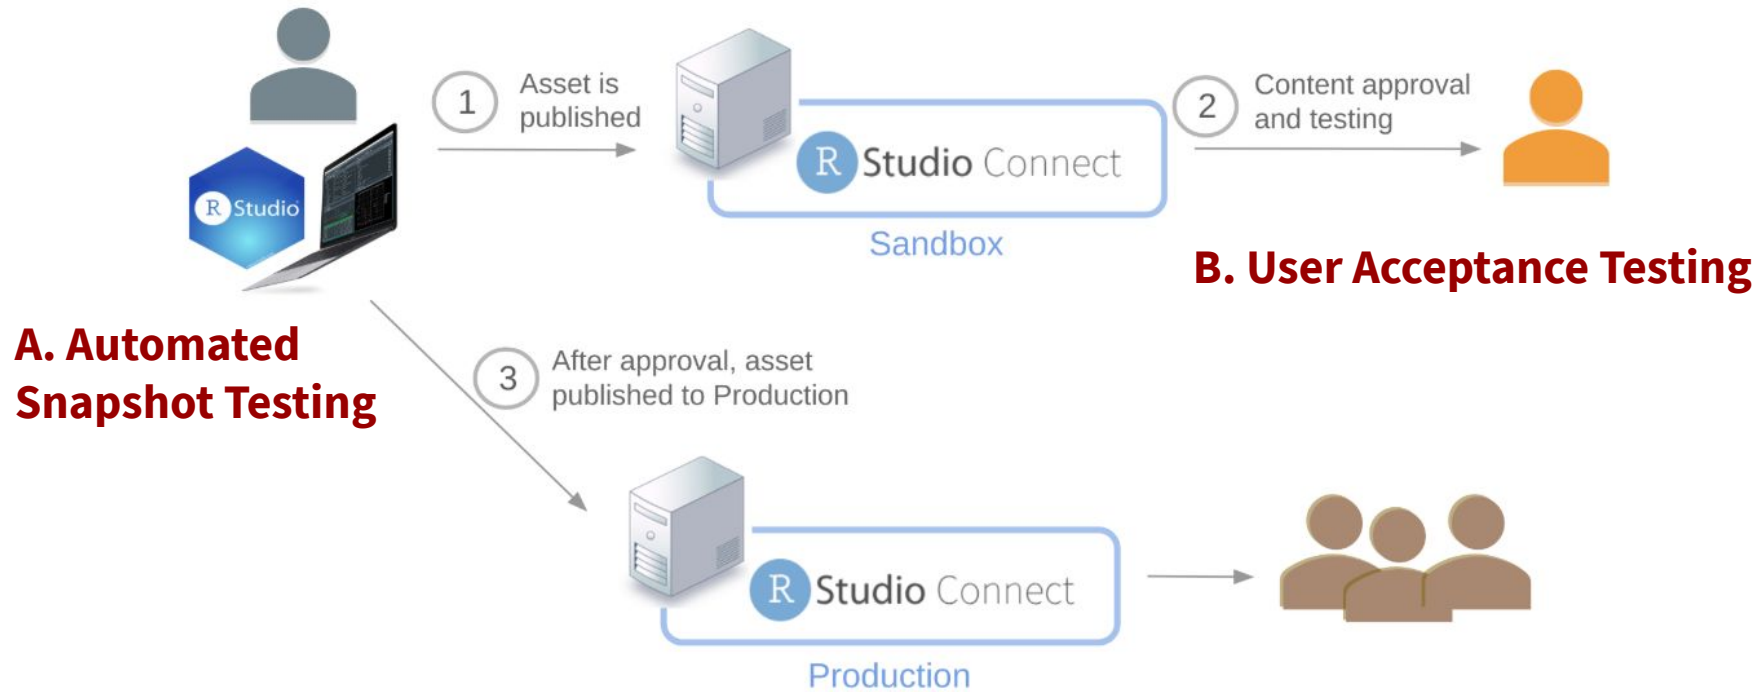 1
Asset is
published
R Studio Connect
Sandbox
2
Content approval
and testing
R Studio
A. Automated
Snapshot Testing
B. User Acceptance Testing
3
After approval, asset
published to Production
R Studio Connect
Production